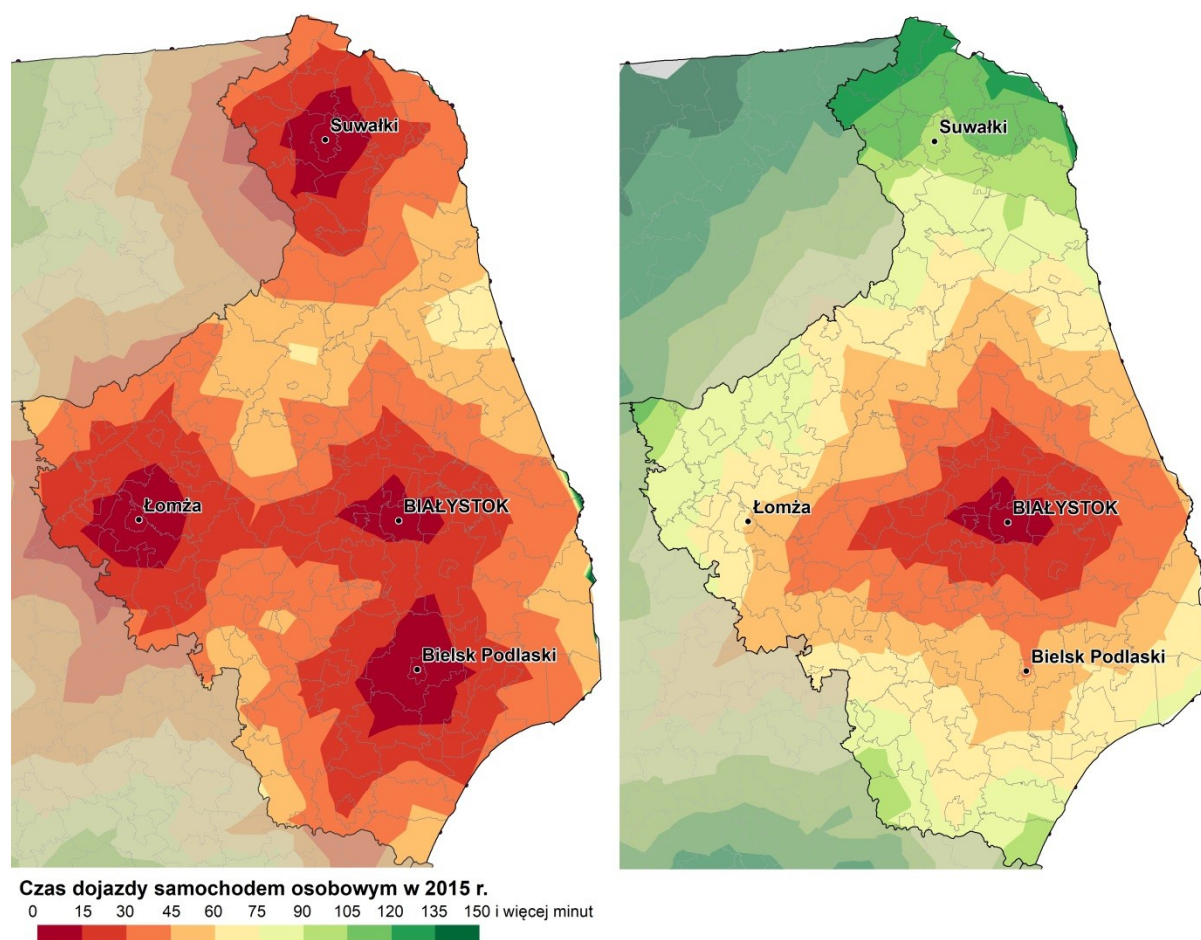 Suwałki
Łomża
BIAŁYSTOK
Bielsk Podlaski
Suwałki
Łomża
BIAŁYSTOK
Bielsk Podlaski
Czas dojazdy samochodem osobowym w 2015 r.
0 15 30 45 60 75 90 105 120 135 150 i więcej minut